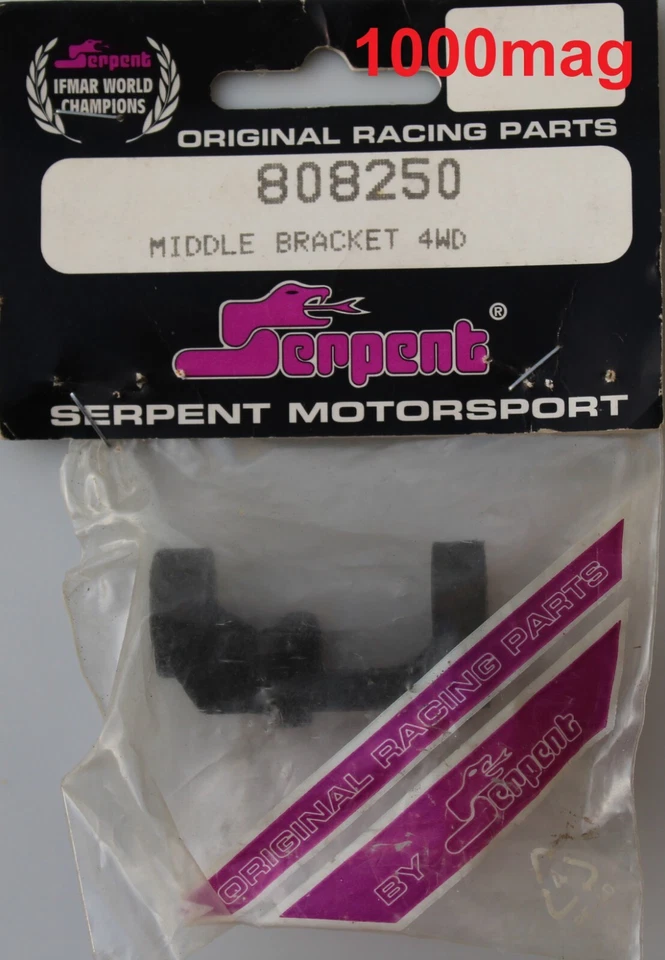 Serpent
IFMAR WORLD
CHAMPIONS
1000mag
ORIGINAL RACING PARTS
808250
MIDDLE BRACKET 4WD
Serpent®
SERPENT MOTORSPORT
ORIGINAL RACING PARTS
BY Serpent